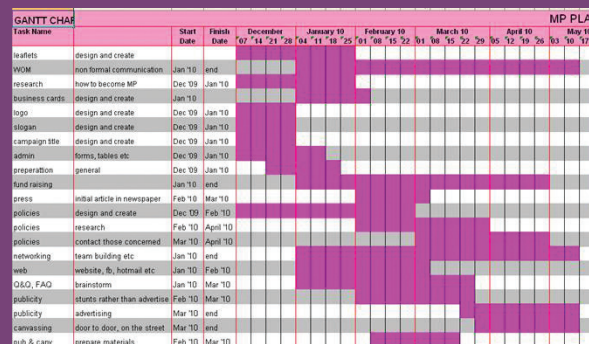 GANTT CHAR MP PLA
Task Name Start Date Finish Date December January 10 February 10 March 10 April 10 May 1
07 14 21 28 04 11 18 25 01 08 15 22 01 08 15 22 29 05 12 19 26 03 10 17
leaflets design and create
WOM non formal communication Jan '10 end
research how to become MP Dec '09 Jan '10
business cards design and create Jan '10
logo design and create Dec '09 Jan '10
slogan design and create Dec '09 Jan '10
campaign title design and create Dec '09 Jan '10
admin forms, tables etc Dec '09 Jan '10
preperation general Dec '09 Jan '10
fund raising Jan '10 end
press initial article in newspaper Feb '10 Mar '10
policies design and create Dec '09 Feb '10
policies research Feb '10 April '10
policies contact those concerned Mar '10 April '10
networking team building etc Jan '10 end
web website, fb, hotmail etc Jan '10 Feb '10
Q&Q, FAQ brainstorm Jan '10 Mar '10
publicity stunts rather than advertise Feb '10 Mar '10
publicity advertising Mar '10 end
canvassing door to door, on the street Mar '10 end
pub & canv prepare materials Feb '10 Mar '10